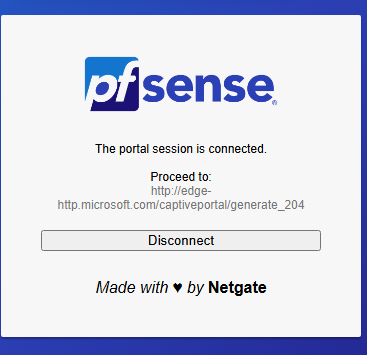 pfsense®
The portal session is connected.
Proceed to:
http://edge-
http.microsoft.com/captiveportal/generate_204
Disconnect
Made with ♥ by Netgate